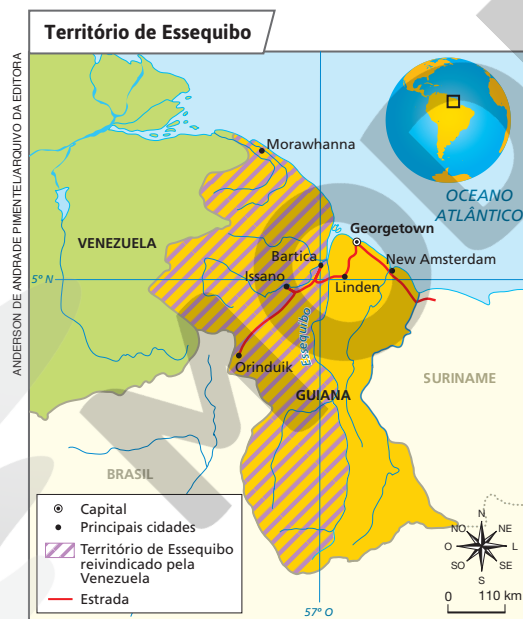 Território de Essequibo
ANDERSON DE ANDRADE PIMENTEL/ARQUIVO DA EDITORA
OCEANO
ATLÂNTICO
Morawhanna
Georgetown
VENEZUELA
Bartica
New Amsterdam
Issano
Linden
5° N
Essequibo
Orinduik
SURINAME
GUIANA
BRASIL
Capital
Principais cidades
Território de Essequibo
reivindicado pela
Venezuela
Estrada
N
NO
NE
O
L
SO
SE
S
0 110 km
57° O